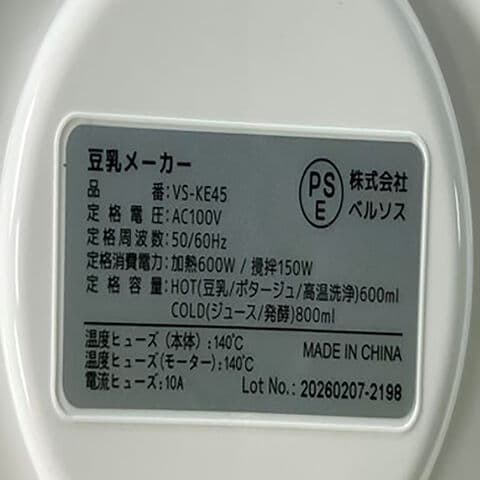 豆乳メーカー
品番:VS-KE45
定格電圧:AC100V
定格周波数:50/60Hz
定格消費電力:加熱600W / 攪拌150W
定格容量:HOT(豆乳/ポタージュ/高温洗浄)600ml
COLD(ジュース/発酵)800ml
PS
E
株式会社
ベルソス
温度ヒューズ(本体):140℃
温度ヒューズ(モーター):140℃
電流ヒューズ:10A
MADE IN CHINA
Lot No.: 20260207-2198